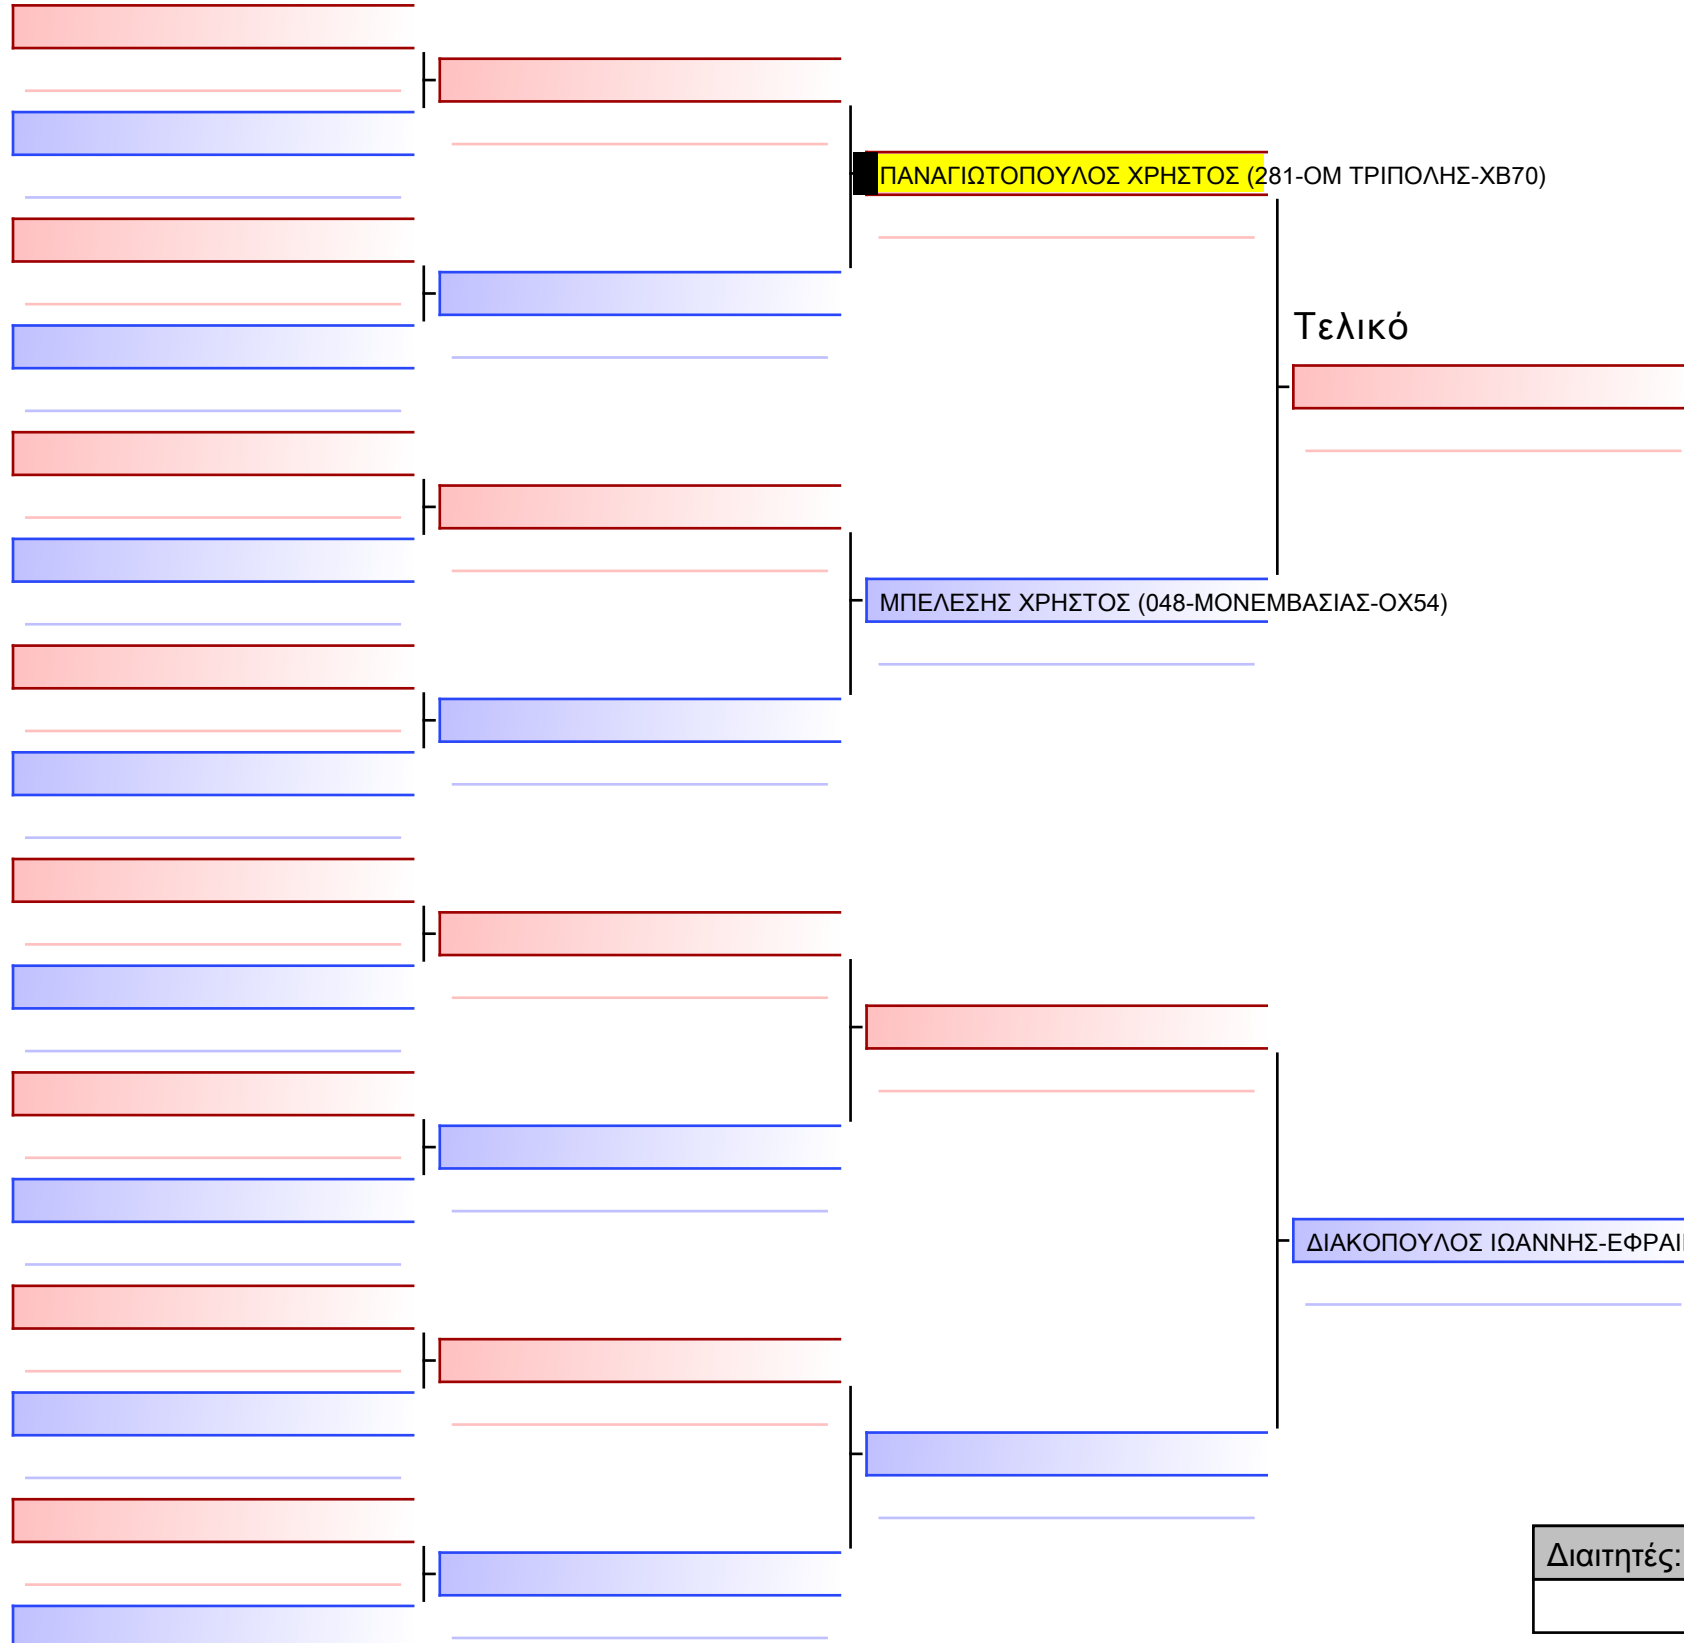 ΠΑΝΑΓΙΩΤΟΠΟΥΛΟΣ ΧΡΗΣΤΟΣ (281-ΟΜ ΤΡΙΠΟΛΗΣ-ΧΒ70)
Τελικό
ΜΠΕΛΕΣΗΣ ΧΡΗΣΤΟΣ (048-ΜΟΝΕΜΒΑΣΙΑΣ-ΟΧ54)
ΔΙΑΚΟΠΟΥΛΟΣ ΙΩΑΝΝΗΣ-ΕΦΡΑΙ
Διαιτητές: